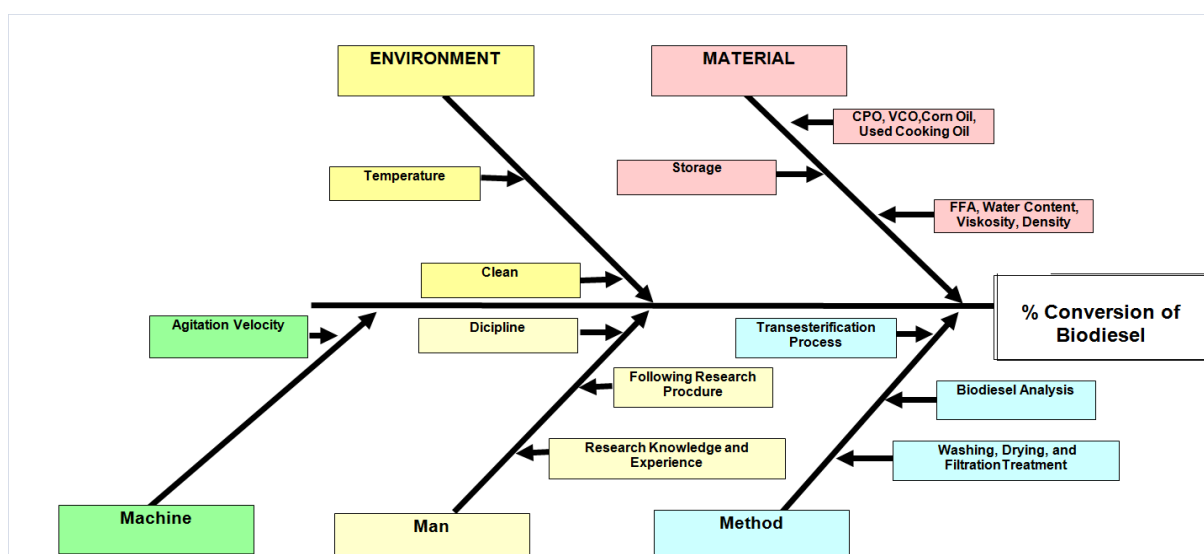 ENVIRONMENT
MATERIAL
CPO, VCO,Corn Oil,
Used Cooking Oil
Storage
Temperature
FFA, Water Content,
Viskosity, Density
Clean
% Conversion of
Biodiesel
Agitation Velocity
Dicipline
Transesterification
Process
Following Research
Procdure
Biodiesel Analysis
Research Knowledge and
Experience
Washing, Drying, and
Filtration Treatment
Machine
Man
Method